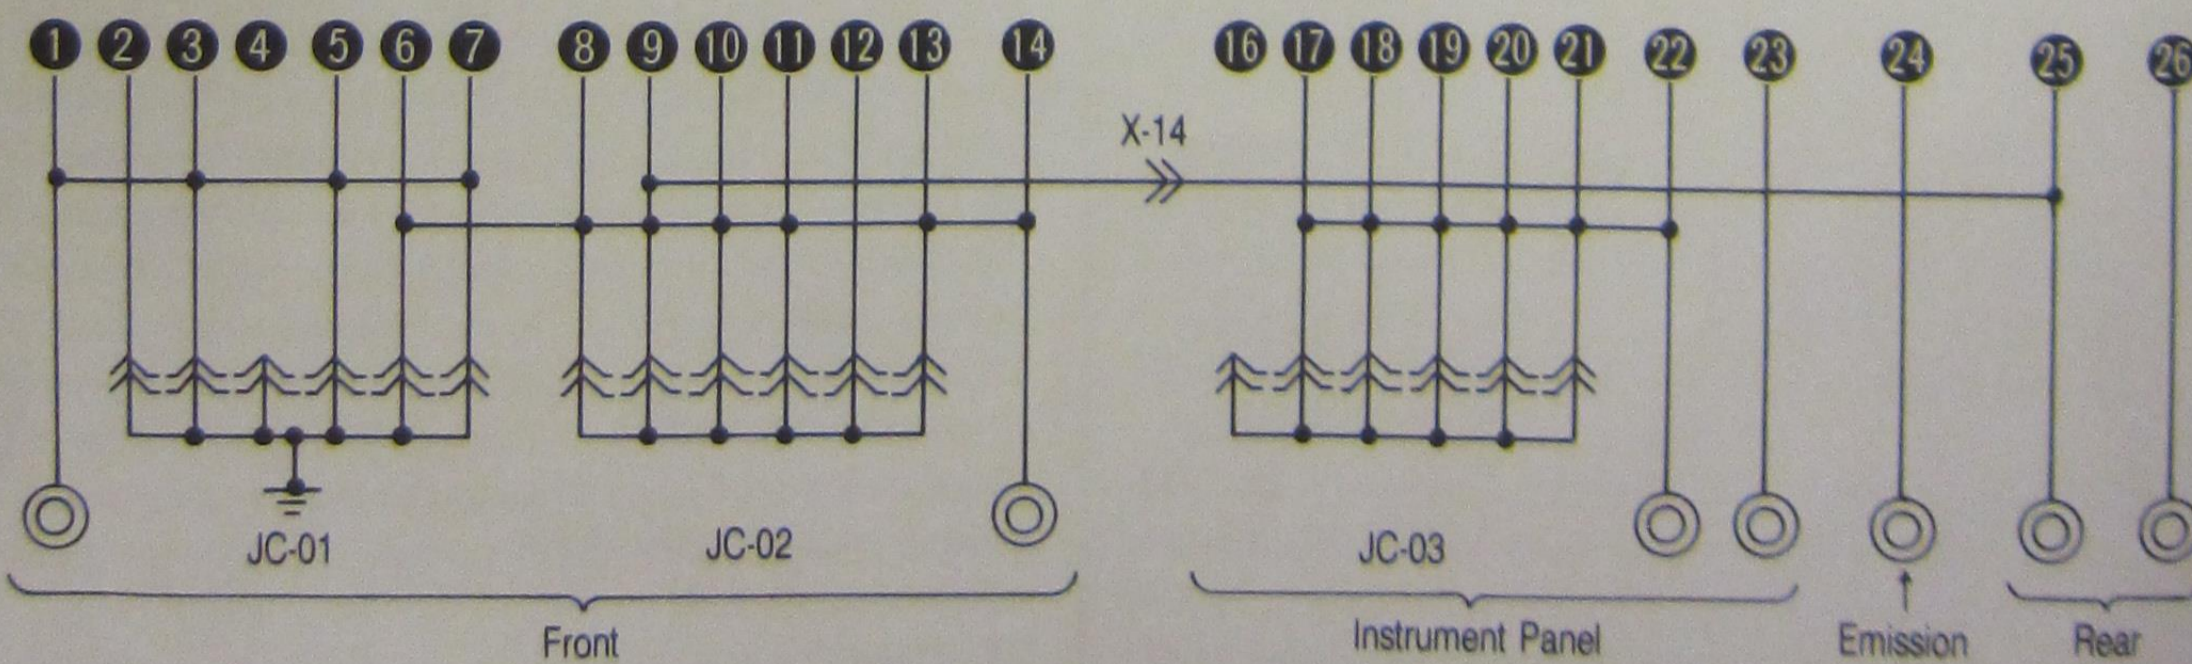 1 2 3 4 5 6 7 8 9 10 11 12 13 14 16 17 18 19 20 21 22 23 24 25 26
X-14
JC-01 JC-02 JC-03
Front Instrument Panel Emission Rear